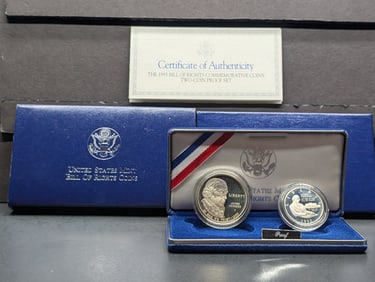 Certificate of Authenticity
THE 1993 BILL OF RIGHTS COMMEMORATIVE COINS
TWO-COIN PROOF SET
UNITED STATES MINT
BILL OF RIGHTS COINS
LIBERTY
Proof